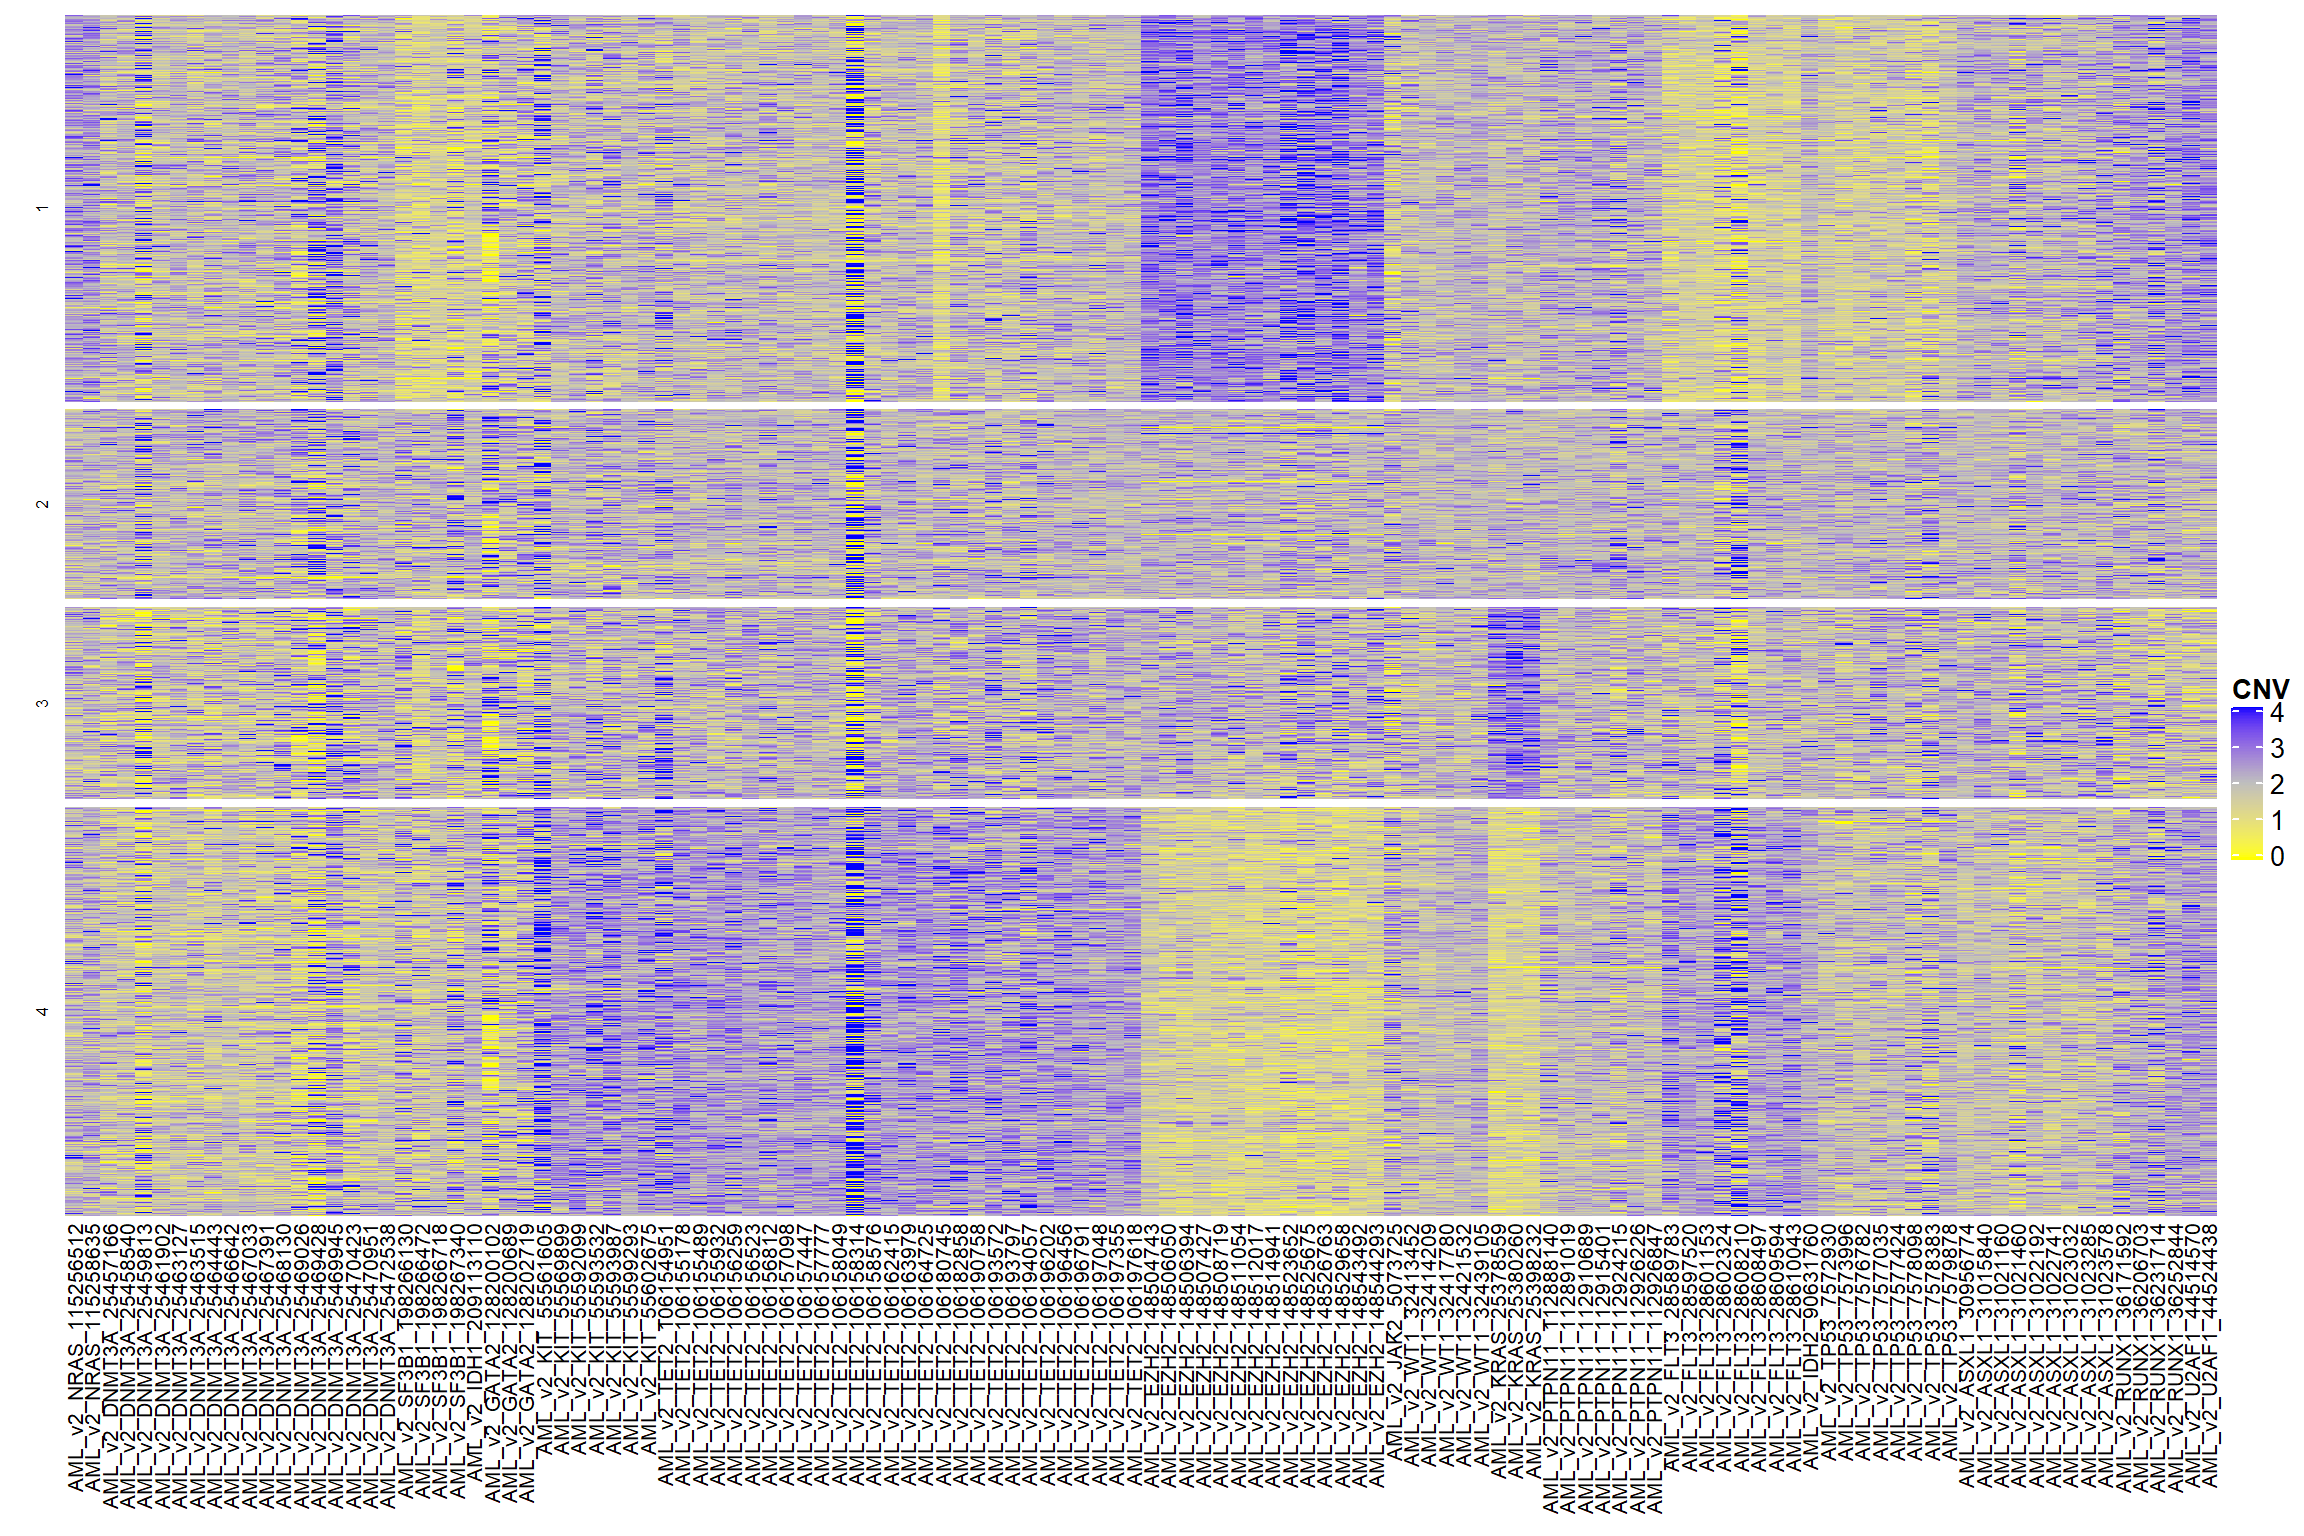 1
2
3
4
CNV
4
3
2
1
0
AML_v2_NRAS_115256512
AML_v2_NRAS_115258635
AML_v2_DNMT3A_25457166
AML_v2_DNMT3A_25458540
AML_v2_DNMT3A_25459813
AML_v2_DNMT3A_25461902
AML_v2_DNMT3A_25463127
AML_v2_DNMT3A_25463515
AML_v2_DNMT3A_25464443
AML_v2_DNMT3A_25466642
AML_v2_DNMT3A_25467033
AML_v2_DNMT3A_25467391
AML_v2_DNMT3A_25468130
AML_v2_DNMT3A_25469026
AML_v2_DNMT3A_25469428
AML_v2_DNMT3A_25469945
AML_v2_DNMT3A_25470423
AML_v2_DNMT3A_25470951
AML_v2_DNMT3A_25472538
AML_v2_SF3B1_198266130
AML_v2_SF3B1_198266472
AML_v2_SF3B1_198266718
AML_v2_SF3B1_198267340
AML_v2_IDH1_209113110
AML_v2_GATA2_128200102
AML_v2_GATA2_128200689
AML_v2_GATA2_128202719
AML_v2_KIT_55561605
AML_v2_KIT_55569899
AML_v2_KIT_55592099
AML_v2_KIT_55593532
AML_v2_KIT_55593987
AML_v2_KIT_55599293
AML_v2_KIT_55602675
AML_v2_TET2_106154951
AML_v2_TET2_106155178
AML_v2_TET2_106155489
AML_v2_TET2_106155932
AML_v2_TET2_106156259
AML_v2_TET2_106156523
AML_v2_TET2_106156812
AML_v2_TET2_106157098
AML_v2_TET2_106157447
AML_v2_TET2_106157777
AML_v2_TET2_106158049
AML_v2_TET2_106158314
AML_v2_TET2_106158576
AML_v2_TET2_106162415
AML_v2_TET2_106163979
AML_v2_TET2_106164725
AML_v2_TET2_106180745
AML_v2_TET2_106182858
AML_v2_TET2_106190758
AML_v2_TET2_106193572
AML_v2_TET2_106193797
AML_v2_TET2_106194057
AML_v2_TET2_106196202
AML_v2_TET2_106196456
AML_v2_TET2_106196791
AML_v2_TET2_106197048
AML_v2_TET2_106197355
AML_v2_TET2_106197618
AML_v2_EZH2_148504743
AML_v2_EZH2_148506050
AML_v2_EZH2_148506394
AML_v2_EZH2_148507427
AML_v2_EZH2_148508719
AML_v2_EZH2_148511054
AML_v2_EZH2_148512017
AML_v2_EZH2_148514941
AML_v2_EZH2_148523652
AML_v2_EZH2_148525675
AML_v2_EZH2_148526763
AML_v2_EZH2_148529658
AML_v2_EZH2_148543492
AML_v2_EZH2_148544293
AML_v2_JAK2_5073725
AML_v2_WT1_32413452
AML_v2_WT1_32414209
AML_v2_WT1_32417780
AML_v2_WT1_32421532
AML_v2_WT1_32439105
AML_v2_KRAS_25378559
AML_v2_KRAS_25380260
AML_v2_KRAS_25398232
AML_v2_PTPN11_112888140
AML_v2_PTPN11_112891019
AML_v2_PTPN11_112910689
AML_v2_PTPN11_112915401
AML_v2_PTPN11_112924215
AML_v2_PTPN11_112926226
AML_v2_PTPN11_112926847
AML_v2_FLT3_28589783
AML_v2_FLT3_28597520
AML_v2_FLT3_28601153
AML_v2_FLT3_28602324
AML_v2_FLT3_28608210
AML_v2_FLT3_28608497
AML_v2_FLT3_28609594
AML_v2_FLT3_28610043
AML_v2_IDH2_90631760
AML_v2_TP53_7572930
AML_v2_TP53_7573996
AML_v2_TP53_7576782
AML_v2_TP53_7577035
AML_v2_TP53_7577424
AML_v2_TP53_7578098
AML_v2_TP53_7578383
AML_v2_TP53_7579878
AML_v2_ASXL1_30956774
AML_v2_ASXL1_31015840
AML_v2_ASXL1_31021160
AML_v2_ASXL1_31021460
AML_v2_ASXL1_31022192
AML_v2_ASXL1_31022741
AML_v2_ASXL1_31023032
AML_v2_ASXL1_31023285
AML_v2_ASXL1_31023578
AML_v2_RUNX1_36171592
AML_v2_RUNX1_36206703
AML_v2_RUNX1_36231714
AML_v2_RUNX1_36252844
AML_v2_U2AF1_44514570
AML_v2_U2AF1_44524438